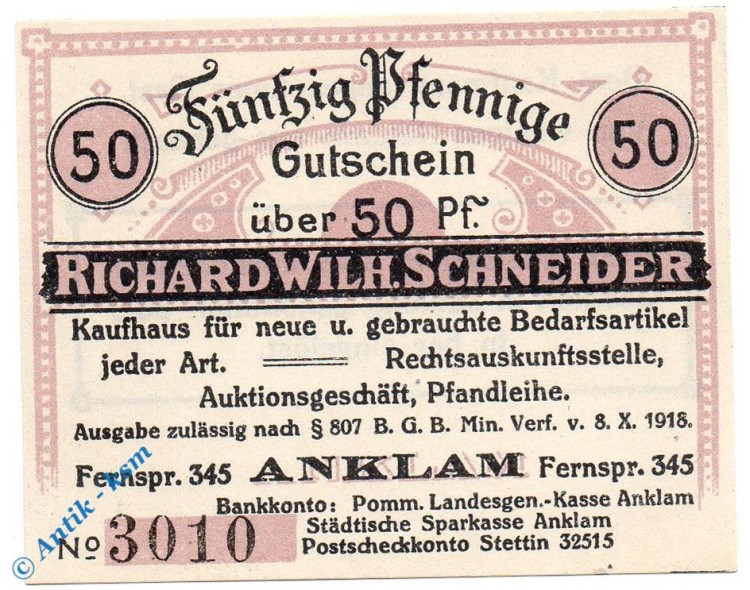 Fünfzig Pfennige
50
50
Gutschein
über 50 Pf.
RICHARD WILH. SCHNEIDER
Kaufhaus für neue u. gebrauchte Bedarfsartikel
jeder Art. Rechtsauskunftsstelle,
Auktionsgeschäft, Pfandleihe.
Ausgabe zulässig nach § 807 B. G. B. Min. Verf. v. 8. X. 1918.
Fernspr. 345 ANKLAM Fernspr. 345
Bankkonto: Pomm. Landesgen.-Kasse Anklam
Städtische Sparkasse Anklam
No 3010 Postscheckkonto Stettin 32515
© Antik - ksm